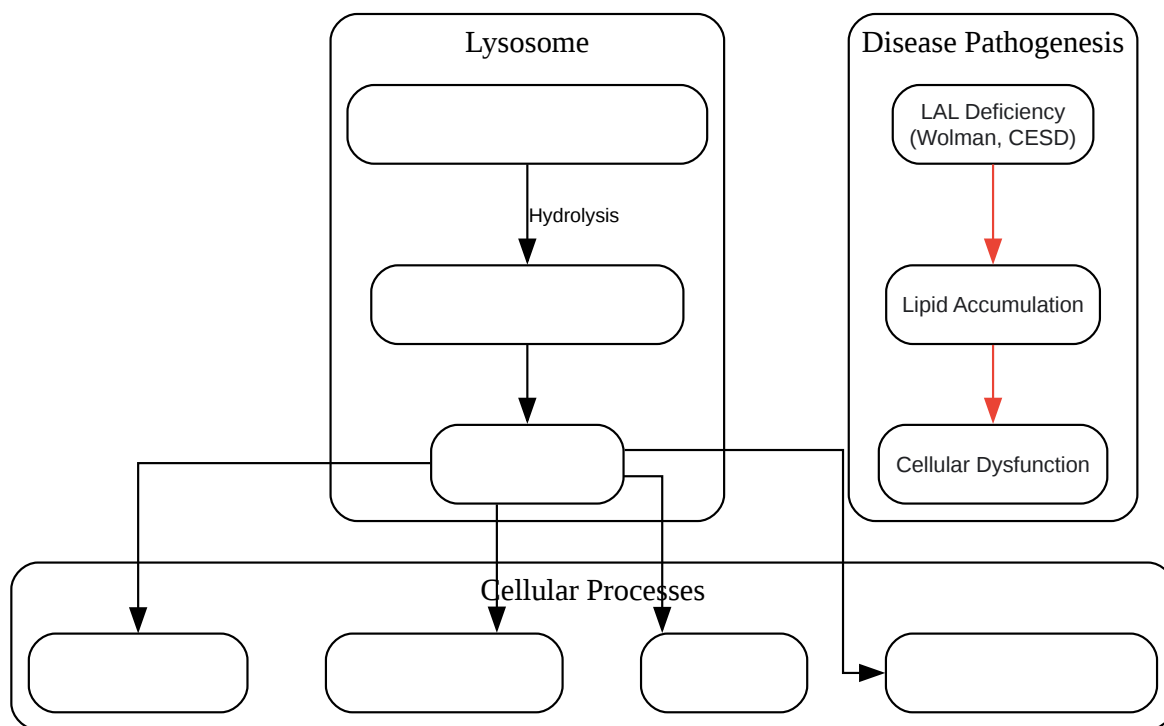 Lysosome
Hydrolysis
Disease Pathogenesis
LAL Deficiency
(Wolman, CESD)
Lipid Accumulation
Cellular Dysfunction
Cellular Processes